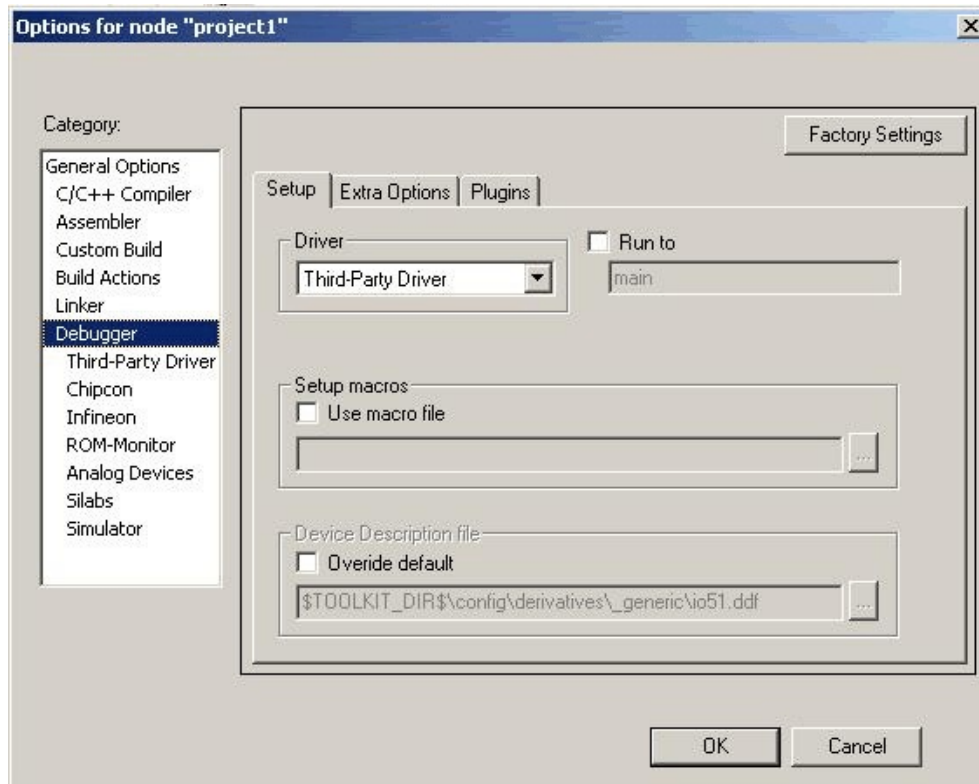 Options for node "project1"
Category:
Factory Settings
General Options
C/C++ Compiler
Assembler
Custom Build
Build Actions
Linker
Debugger
Third-Party Driver
Chipcon
Infineon
ROM-Monitor
Analog Devices
Silabs
Simulator
Setup
Extra Options
Plugins
Driver
Third-Party Driver
Run to
main
Setup macros
Use macro file
...
Device Description file
Overide default
$TOOLKIT_DIR$\config\derivatives\_generic\io51.ddf
...
OK
Cancel